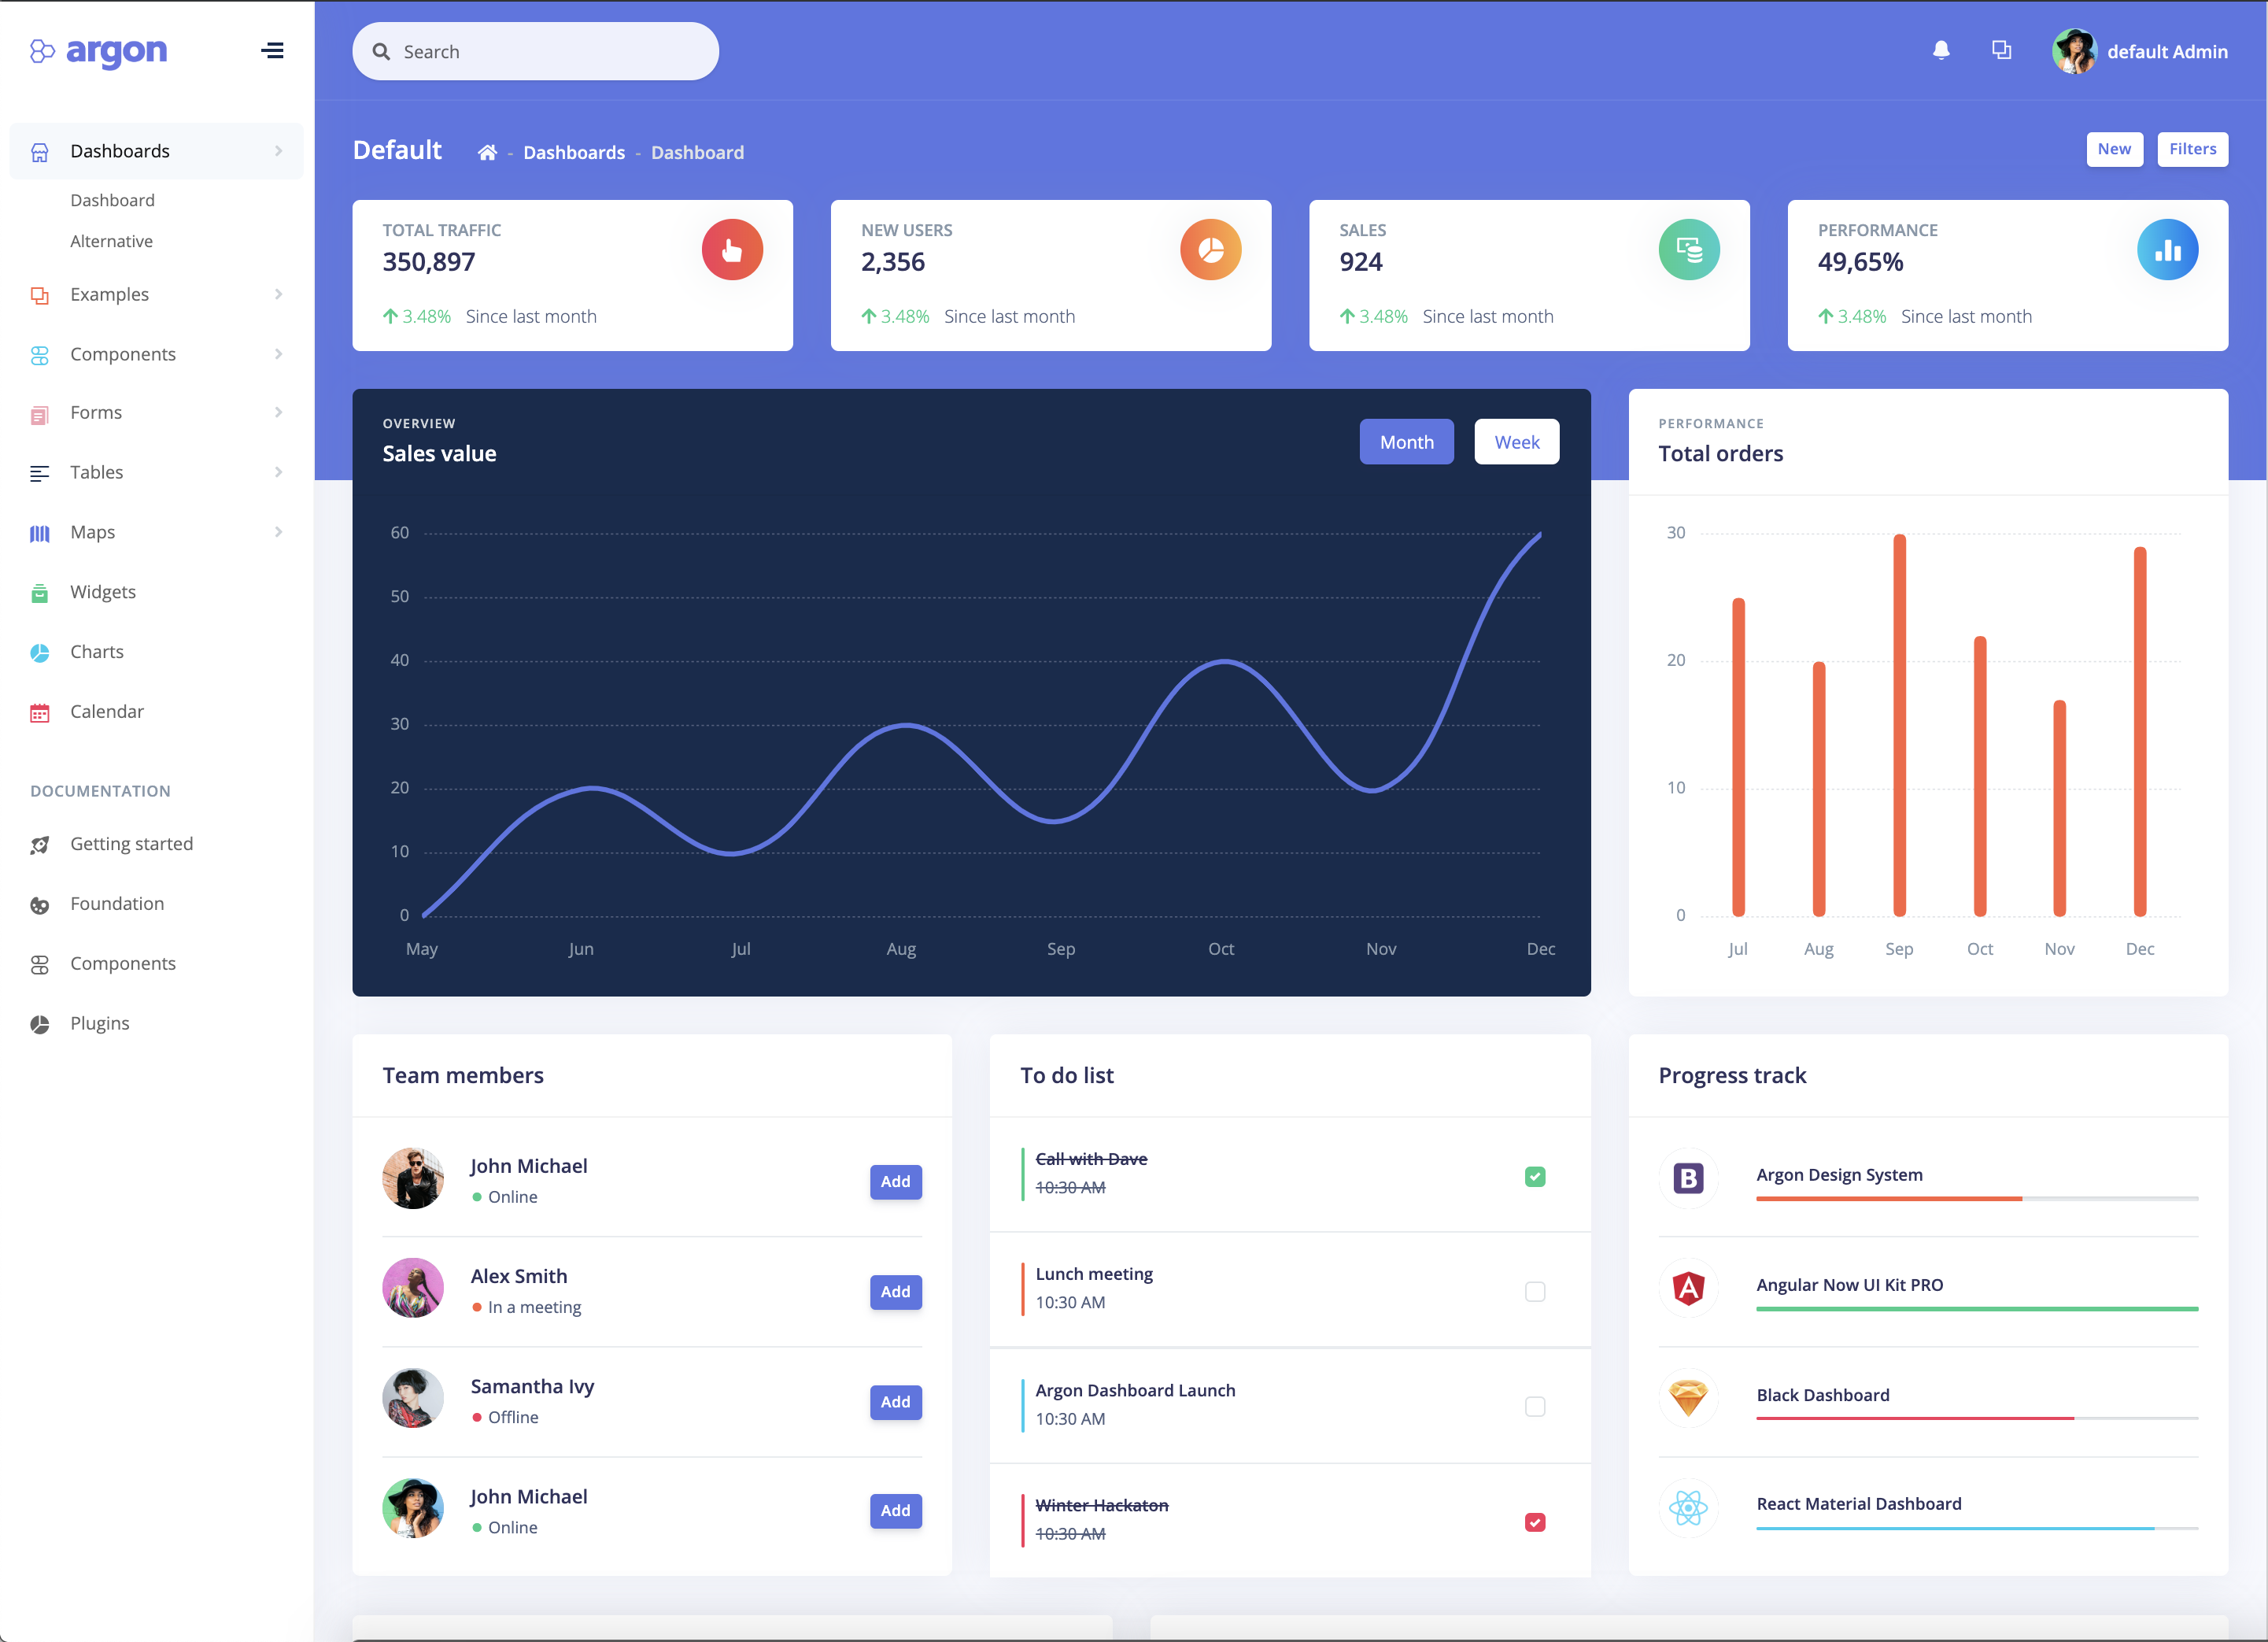 argon
Search
default Admin
Dashboards
Dashboard
Alternative
Examples
Components
Forms
Tables
Maps
Widgets
Charts
Calendar
DOCUMENTATION
Getting started
Foundation
Components
Plugins
Default - Dashboards - Dashboard
New
Filters
TOTAL TRAFFIC
350,897
3.48% Since last month
NEW USERS
2,356
3.48% Since last month
SALES
924
3.48% Since last month
PERFORMANCE
49,65%
3.48% Since last month
OVERVIEW
Sales value
Month
Week
60
50
40
30
20
10
0
May Jun Jul Aug Sep Oct Nov Dec
PERFORMANCE
Total orders
30
20
10
0
Jul Aug Sep Oct Nov Dec
Team members
John Michael
Online
Add
Alex Smith
In a meeting
Add
Samantha Ivy
Offline
Add
John Michael
Online
Add
To do list
Call with Dave
10:30 AM
Lunch meeting
10:30 AM
Argon Dashboard Launch
10:30 AM
Winter Hackaton
10:30 AM
Progress track
B
Argon Design System
A
Angular Now UI Kit PRO
Black Dashboard
React Material Dashboard